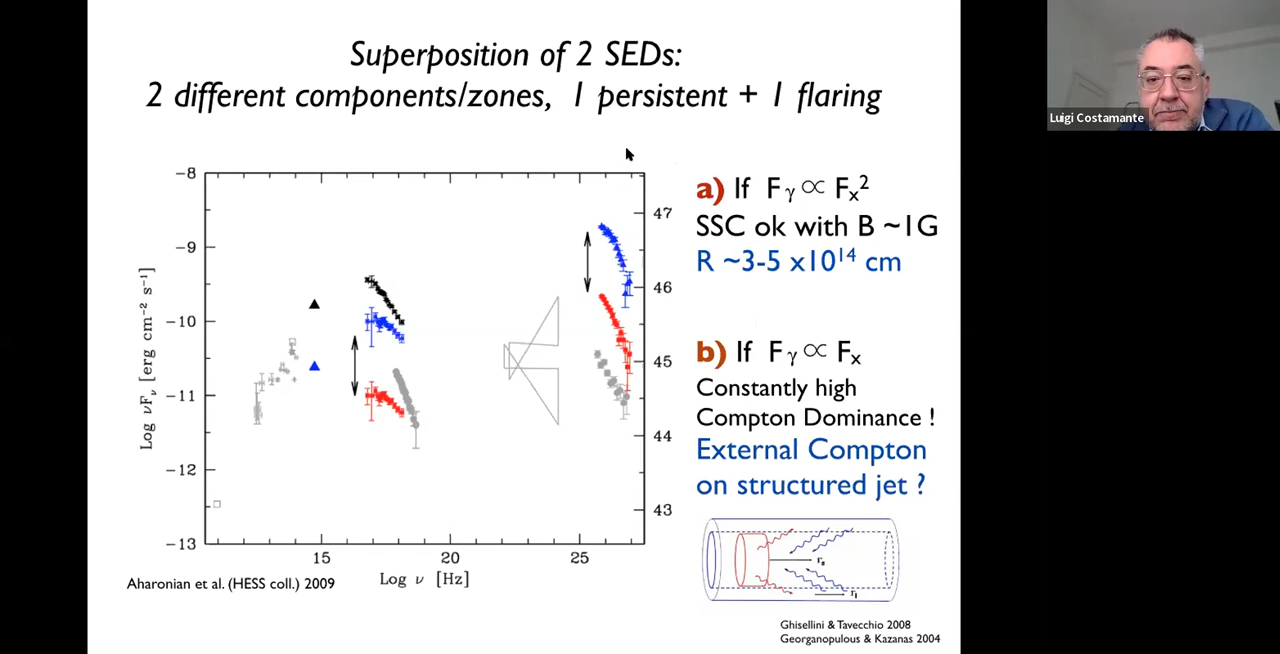 Superposition of 2 SEDs:
2 different components/zones, 1 persistent + 1 flaring
Luigi Costamante
−8
−9
−10
−11
−12
−13
Log νFν [erg cm⁻² s⁻¹]
15
20
25
Log ν [Hz]
47
46
45
44
43
Aharonian et al. (HESS coll.) 2009
a) If Fγ ∝ Fx²
SSC ok with B ~1G
R ~3-5 x10¹⁴ cm
b) If Fγ ∝ Fx
Constantly high
Compton Dominance !
External Compton
on structured jet ?
Ghisellini & Tavecchio 2008
Georganopulous & Kazanas 2004